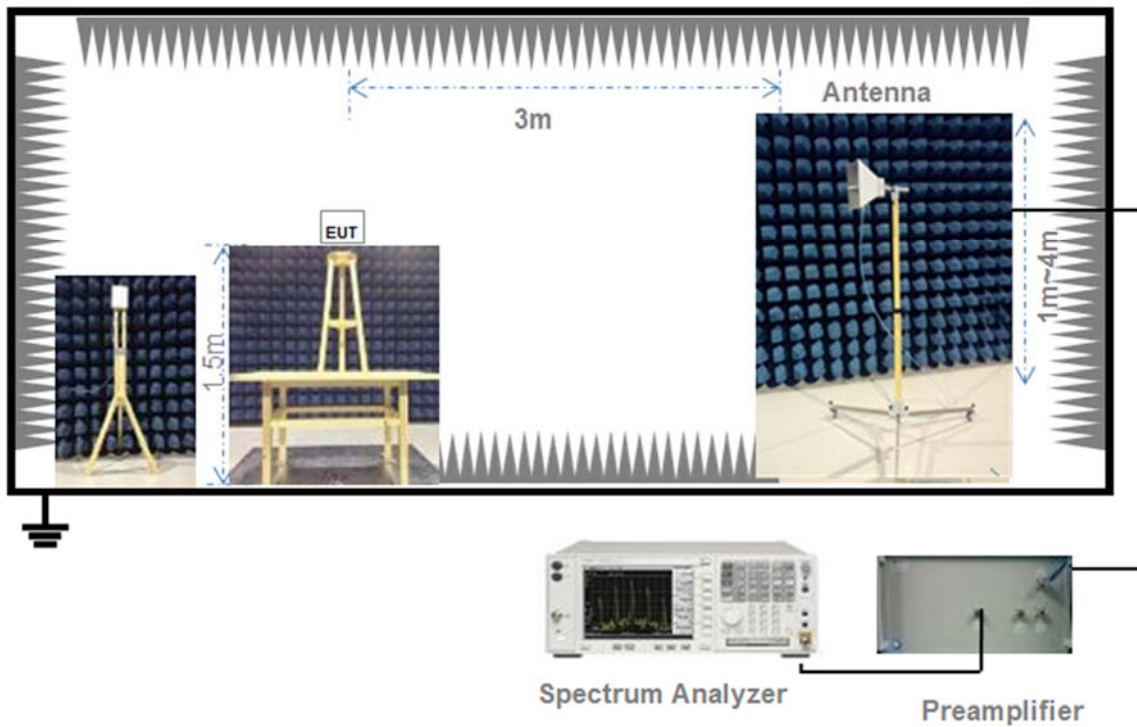 Antenna
3m
EUT
1.5m
1m~4m
Spectrum Analyzer
Preamplifier